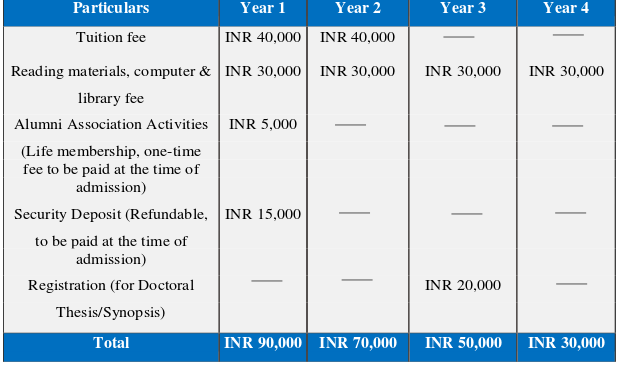 Particulars Year 1 Year 2 Year 3 Year 4
Tuition fee INR 40,000 INR 40,000 —— ——
Reading materials, computer & INR 30,000 INR 30,000 INR 30,000 INR 30,000
library fee
Alumni Association Activities INR 5,000 —— —— ——
(Life membership, one-time
fee to be paid at the time of
admission)
Security Deposit (Refundable, INR 15,000 —— —— ——
to be paid at the time of
admission)
Registration (for Doctoral —— —— INR 20,000 ——
Thesis/Synopsis)
Total INR 90,000 INR 70,000 INR 50,000 INR 30,000